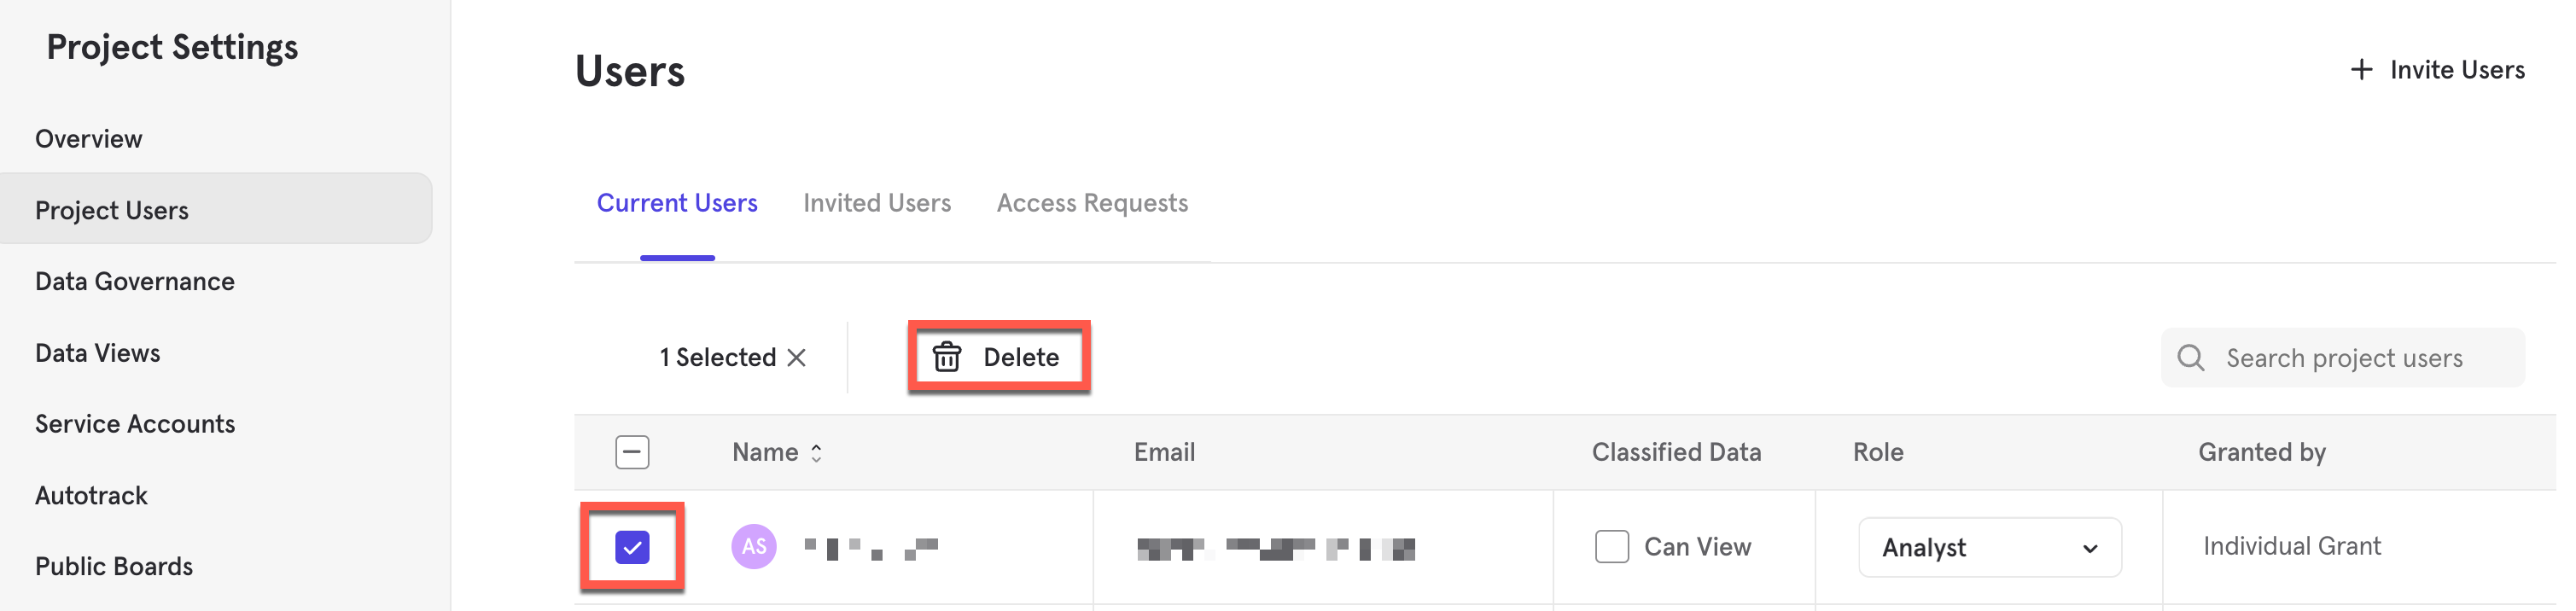 Project Settings
Overview
Project Users
Data Governance
Data Views
Service Accounts
Autotrack
Public Boards
Users
+ Invite Users
Current Users
Invited Users
Access Requests
1 Selected
Delete
Search project users
Name
Email
Classified Data
Role
Granted by
AS
Can View
Analyst
Individual Grant